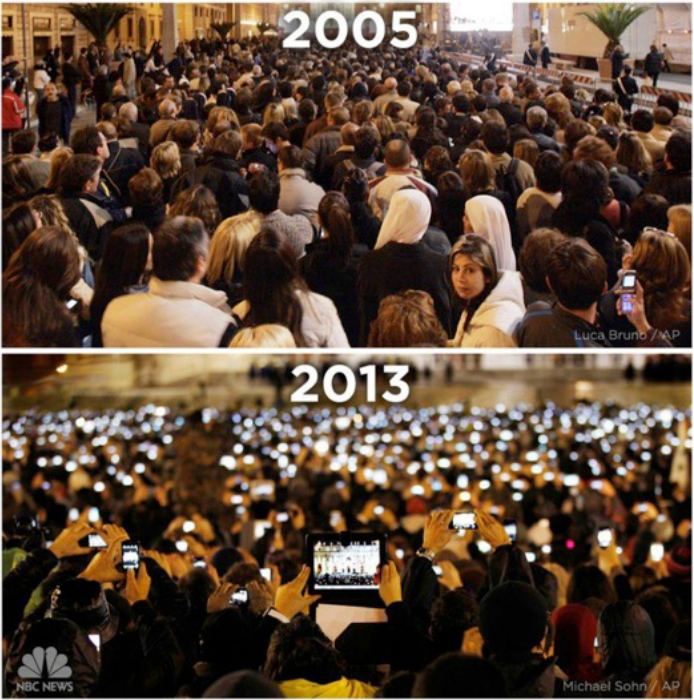 2005
Luca Bruno / AP
2013
NBC NEWS
Michael Sohn / AP